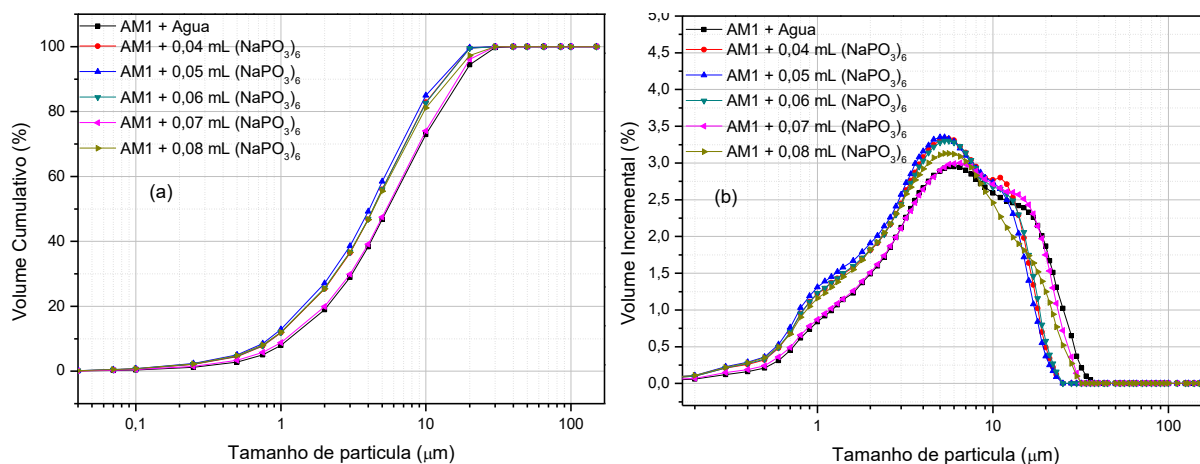 AM1 + Agua
AM1 + 0,04 mL (NaPO3)6
AM1 + 0,05 mL (NaPO3)6
AM1 + 0,06 mL (NaPO3)6
AM1 + 0,07 mL (NaPO3)6
AM1 + 0,08 mL (NaPO3)6
(a)
Volume Cumulativo (%)
100
80
60
40
20
0
0,1 1 10 100
Tamanho de particula (μm)
AM1 + Agua
AM1 + 0,04 mL (NaPO3)6
AM1 + 0,05 mL (NaPO3)6
AM1 + 0,06 mL (NaPO3)6
AM1 + 0,07 mL (NaPO3)6
AM1 + 0,08 mL (NaPO3)6
(b)
Volume Incremental (%)
5,0
4,5
4,0
3,5
3,0
2,5
2,0
1,5
1,0
0,5
0,0
1 10 100
Tamanho de particula (μm)